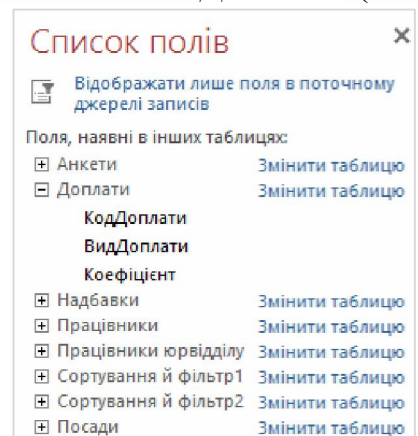 Список полів
Відображати лише поля в поточному
джерелі записів
Поля, наявні в інших таблицях:
Анкети Змінити таблицю
Доплати Змінити таблицю
КодДоплати
ВидДоплати
Коефіцієнт
Надбавки Змінити таблицю
Працівники Змінити таблицю
Працівники юрвідділу Змінити таблицю
Сортування й фільтр1 Змінити таблицю
Сортування й фільтр2 Змінити таблицю
Посади Змінити таблицю